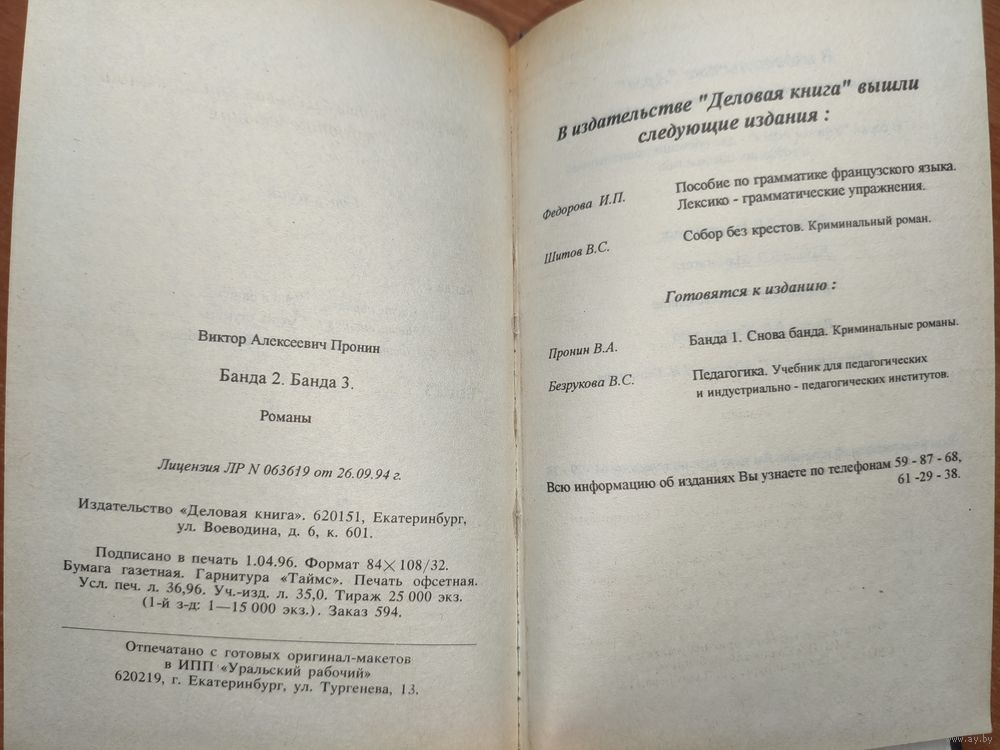 Виктор Алексеевич Пронин
Банда 2. Банда 3.
Романы
Лицензия ЛР N 063619 от 26.09.94 г.
Издательство «Деловая книга». 620151, Екатеринбург,
ул. Воеводина, д. 6, к. 601.
Подписано в печать 1.04.96. Формат 84×108/32.
Бумага газетная. Гарнитура «Таймс». Печать офсетная.
Усл. печ. л. 36,96. Уч.-изд. л. 35,0. Тираж 25 000 экз.
(1-й з-д: 1—15 000 экз.). Заказ 594.
Отпечатано с готовых оригинал-макетов
в ИПП «Уральский рабочий»
620219, г. Екатеринбург, ул. Тургенева, 13.
В издательстве "Деловая книга" вышли
следующие издания :
Федорова И.П. Пособие по грамматике французского языка.
Лексико - грамматические упражнения.
Шитов В.С. Собор без крестов. Криминальный роман.
Готовятся к изданию :
Пронин В.А. Банда 1. Снова банда. Криминальные романы.
Безрукова В.С. Педагогика. Учебник для педагогических
и индустриально - педагогических институтов.
Всю информацию об изданиях Вы узнаете по телефонам 59 - 87 - 68,
61 -29 - 38.
www.ay.by